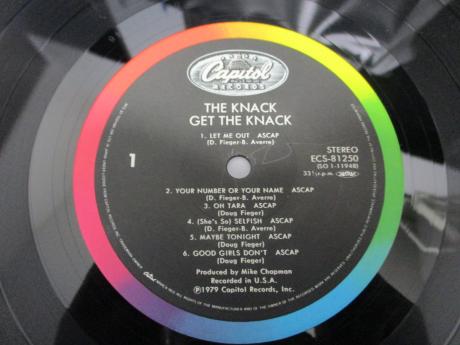 Capitol
RECORDS
THE KNACK
GET THE KNACK
1. LET ME OUT ASCAP
(D. Fieger-B. Averre)
1
STEREO
ECS-81250
(SO 1-11948)
33⅓r.p.m.
2. YOUR NUMBER OR YOUR NAME ASCAP
(D. Fieger-B. Averre)
3. OH TARA ASCAP
(Doug Fieger)
4. (She's So) SELFISH ASCAP
(D. Fieger-B. Averre)
5. MAYBE TONIGHT ASCAP
(Doug Fieger)
6. GOOD GIRLS DON'T ASCAP
(Doug Fieger)
Produced by Mike Chapman
Recorded in U.S.A.
Ⓟ1979 Capitol Records, Inc.